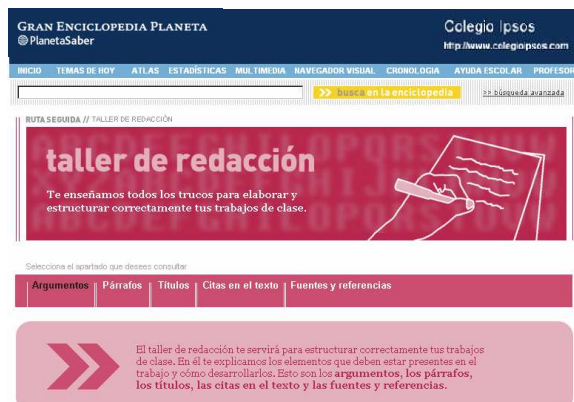 GRAN ENCICLOPEDIA PLANETA
PlanetaSaber
Colegio Ipsos
http://www.colegioipsos.com
INICIO TEMAS DE HOY ATLAS ESTADÍSTICAS MULTIMEDIA NAVEGADOR VISUAL CRONOLOGIA AYUDA ESCOLAR PROFESOR
>> busca en la enciclopedia >> búsqueda avanzada
RUTA SEGUIDA // TALLER DE REDACCIÓN
taller de redacción
Te enseñamos todos los trucos para elaborar y
estructurar correctamente tus trabajos de clase.
Selecciona el apartado que desees consultar
Argumentos Párrafos Títulos Citas en el texto Fuentes y referencias
El taller de redacción te servirá para estructurar correctamente tus trabajos
de clase. En él te explicamos los elementos que deben estar presentes en el
trabajo y cómo desarrollarlos. Esto son los argumentos, los párrafos,
los títulos, las citas en el texto y las fuentes y referencias.